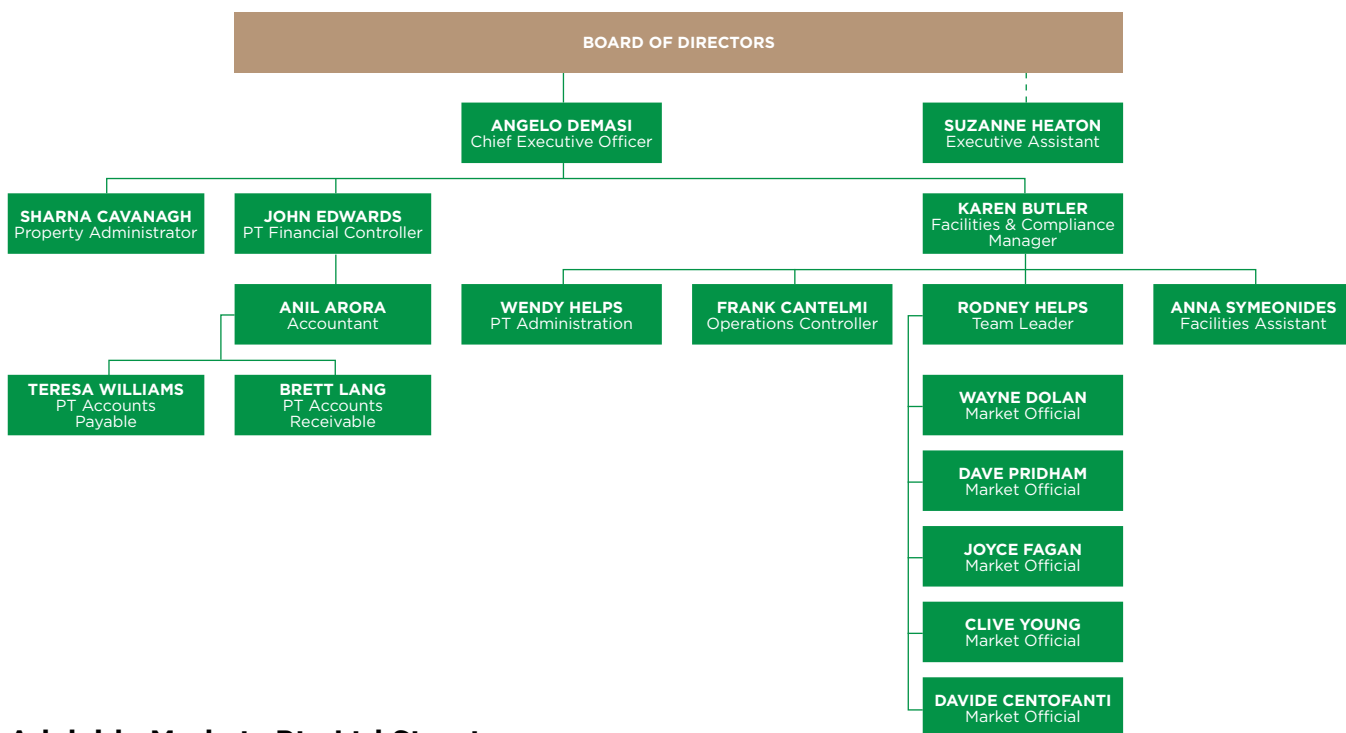 BOARD OF DIRECTORS
ANGELO DEMASI
Chief Executive Officer
SUZANNE HEATON
Executive Assistant
SHARNA CAVANAGH
Property Administrator
JOHN EDWARDS
PT Financial Controller
KAREN BUTLER
Facilities & Compliance
Manager
ANIL ARORA
Accountant
WENDY HELPS
PT Administration
FRANK CANTELMI
Operations Controller
RODNEY HELPS
Team Leader
ANNA SYMEONIDES
Facilities Assistant
TERESA WILLIAMS
PT Accounts
Payable
BRETT LANG
PT Accounts
Receivable
WAYNE DOLAN
Market Official
DAVE PRIDHAM
Market Official
JOYCE FAGAN
Market Official
CLIVE YOUNG
Market Official
DAVIDE CENTOFANTI
Market Official